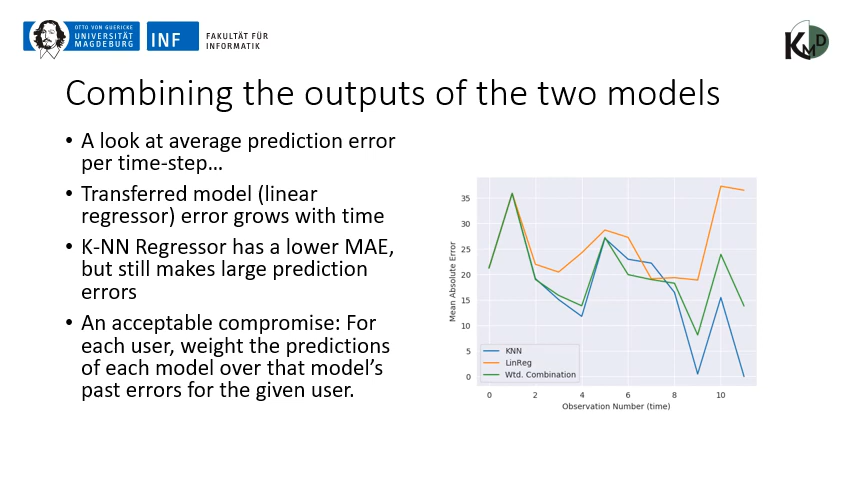 OTTO VON GUERICKE
UNIVERSITÄT
MAGDEBURG
INF
FAKULTÄT FÜR
INFORMATIK
KMD
Combining the outputs of the two models
• A look at average prediction error
per time-step...
• Transferred model (linear
regressor) error grows with time
• K-NN Regressor has a lower MAE,
but still makes large prediction
errors
• An acceptable compromise: For
each user, weight the predictions
of each model over that model's
past errors for the given user.
Mean Absolute Error
35
30
25
20
15
10
5
0
KNN
LinReg
Wtd. Combination
0 2 4 6 8 10
Observation Number (time)